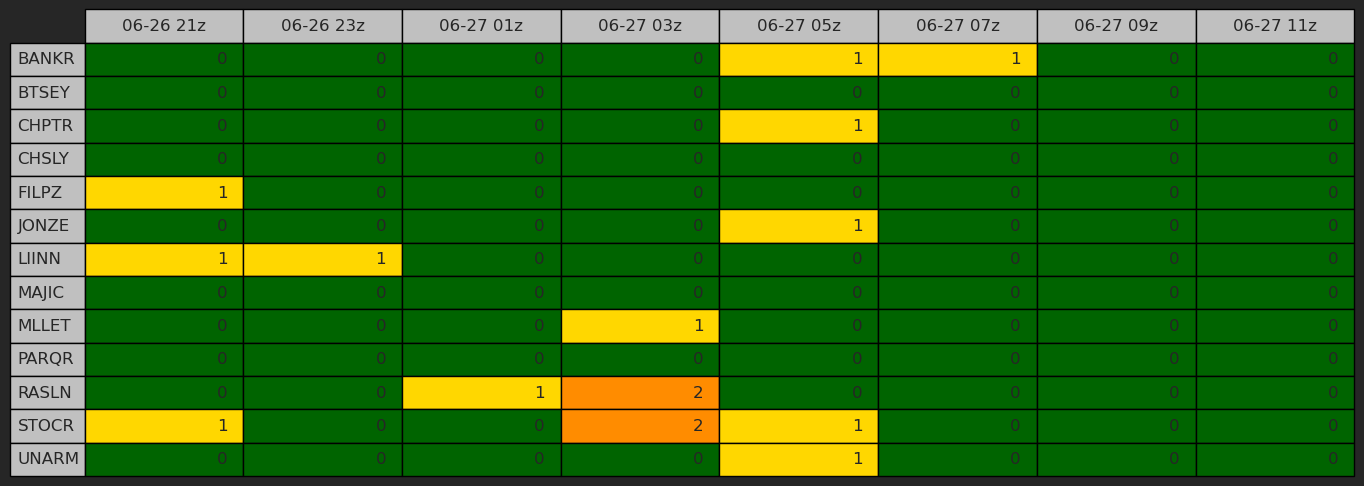 06-26 21z 06-26 23z 06-27 01z 06-27 03z 06-27 05z 06-27 07z 06-27 09z 06-27 11z
BANKR 0 0 0 0 1 1 0 0
BTSEY 0 0 0 0 0 0 0 0
CHPTR 0 0 0 0 1 0 0 0
CHSLY 0 0 0 0 0 0 0 0
FILPZ 1 0 0 0 0 0 0 0
JONZE 0 0 0 0 1 0 0 0
LIINN 1 1 0 0 0 0 0 0
MAJIC 0 0 0 0 0 0 0 0
MLLET 0 0 0 1 0 0 0 0
PARQR 0 0 0 0 0 0 0 0
RASLN 0 0 1 2 0 0 0 0
STOCR 1 0 0 2 1 0 0 0
UNARM 0 0 0 0 1 0 0 0